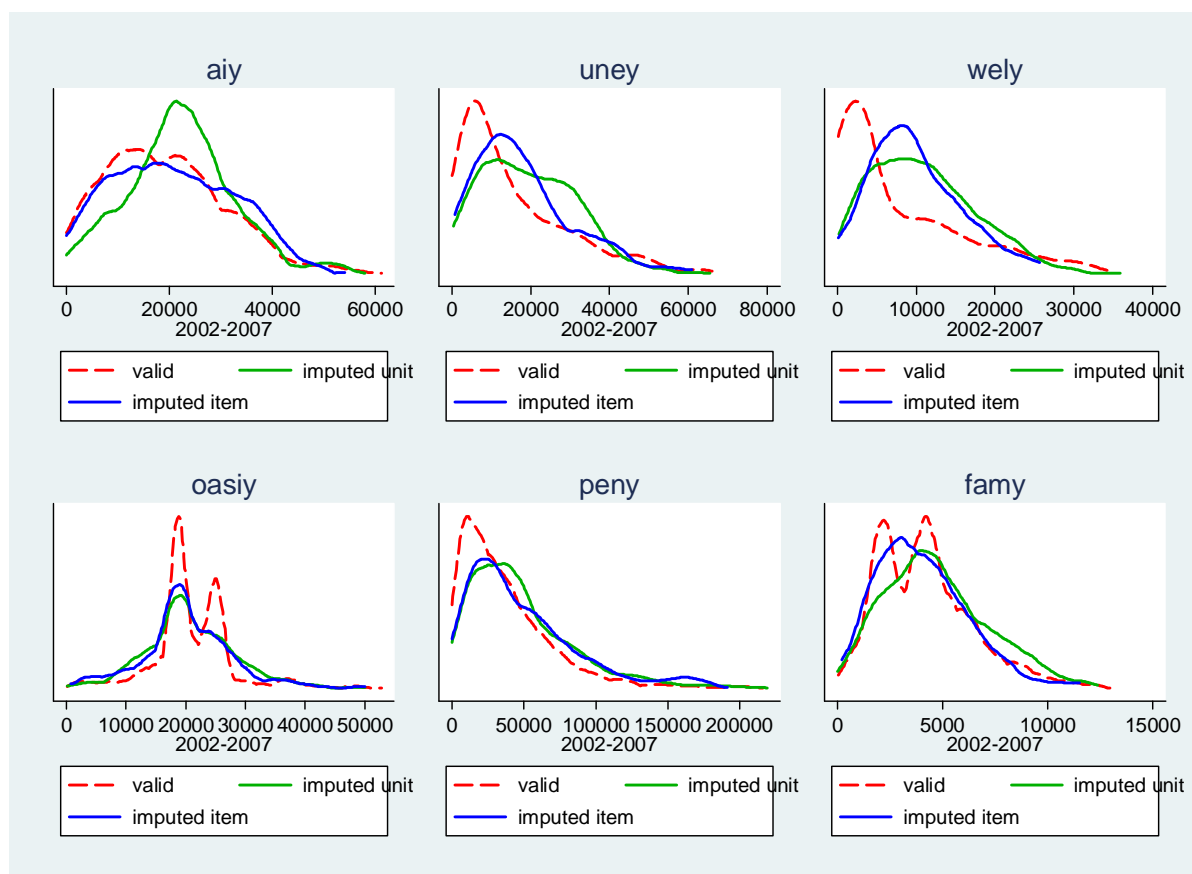 aiy
0 20000 40000 60000
2002-2007
valid imputed unit
imputed item
uney
0 20000 40000 60000 80000
2002-2007
valid imputed unit
imputed item
wely
0 10000 20000 30000 40000
2002-2007
valid imputed unit
imputed item
oasiy
0 10000 20000 30000 40000 50000
2002-2007
valid imputed unit
imputed item
peny
0 50000 100000 150000 200000
2002-2007
valid imputed unit
imputed item
famy
0 5000 10000 15000
2002-2007
valid imputed unit
imputed item